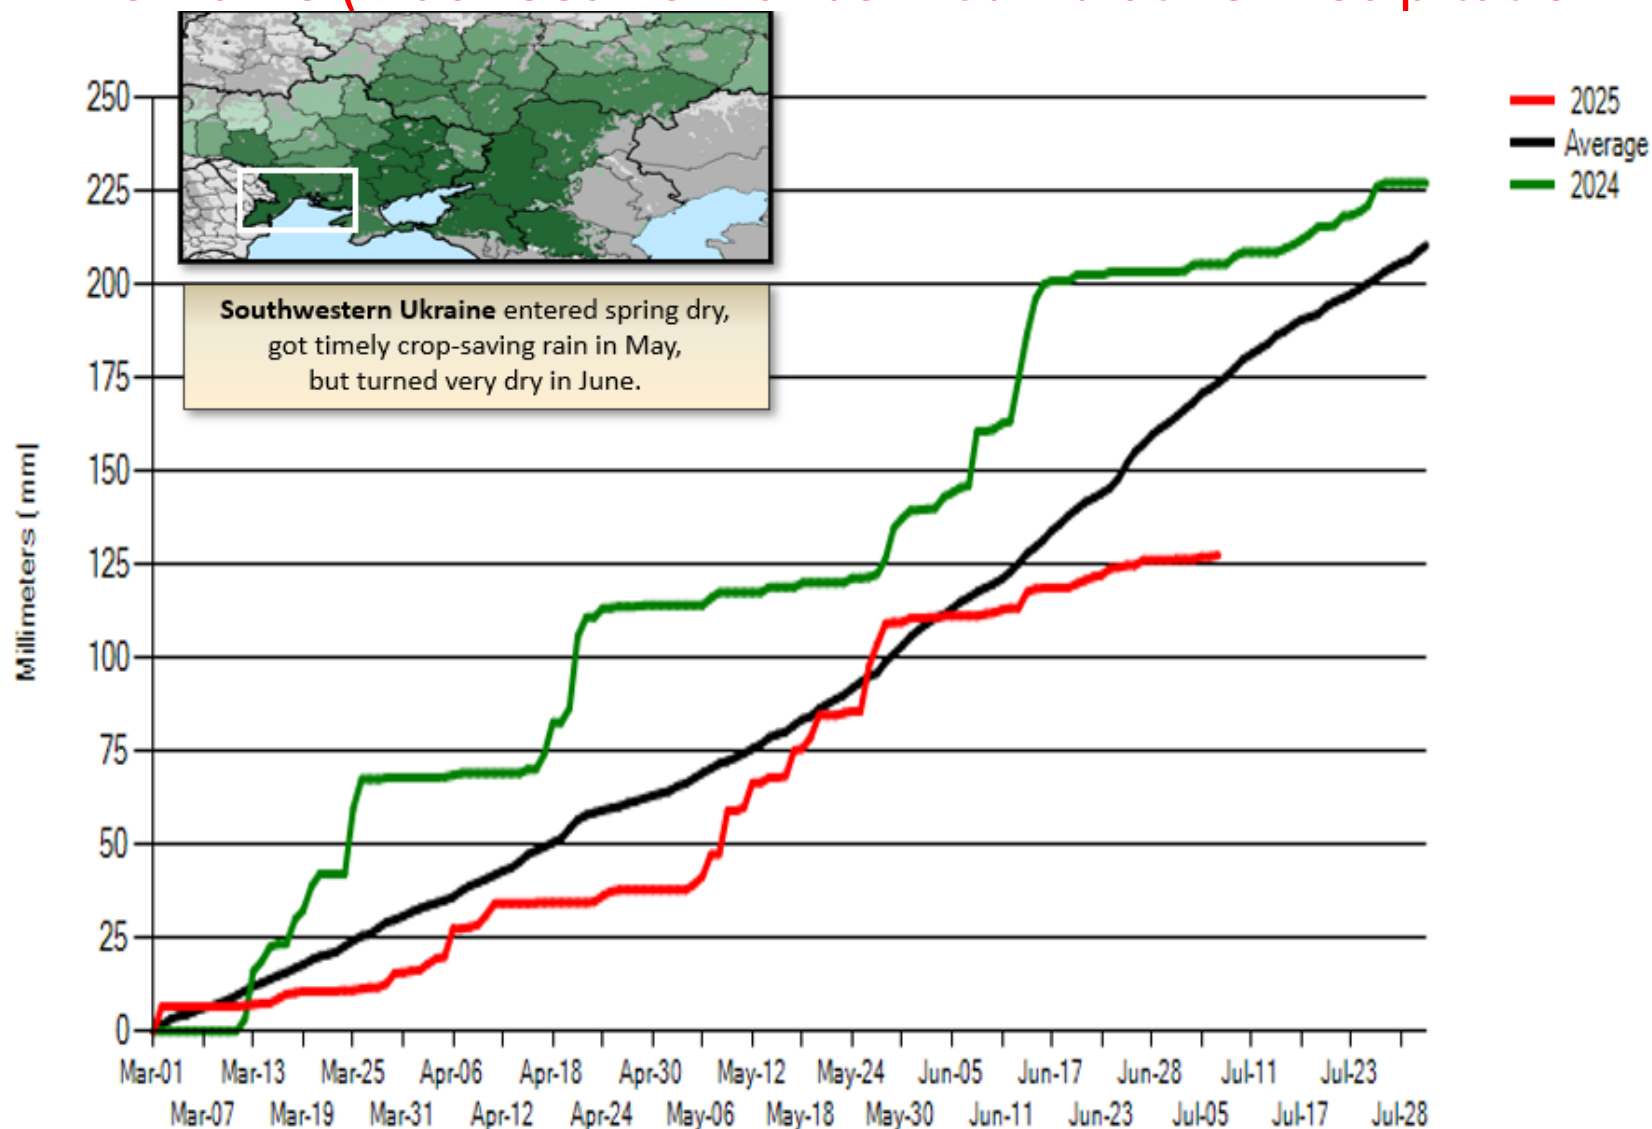 250
225
200
175
150
125
100
75
50
25
0
Millimeters ( mm)
Southwestern Ukraine entered spring dry,
got timely crop-saving rain in May,
but turned very dry in June.
2025
Average
2024
Mar-01 Mar-13 Mar-25 Apr-06 Apr-18 Apr-30 May-12 May-24 Jun-05 Jun-17 Jun-28 Jul-11 Jul-23
Mar-07 Mar-19 Mar-31 Apr-12 Apr-24 May-06 May-18 May-30 Jun-11 Jun-23 Jul-05 Jul-17 Jul-28